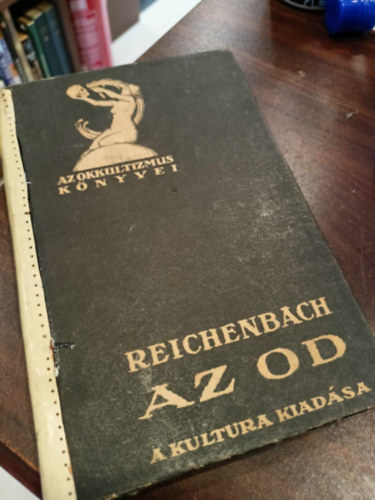 AZ OKKULTIZMUS
KÖNYVEI
REICHENBACH
AZ OD
A KULTURA KIADÁSA